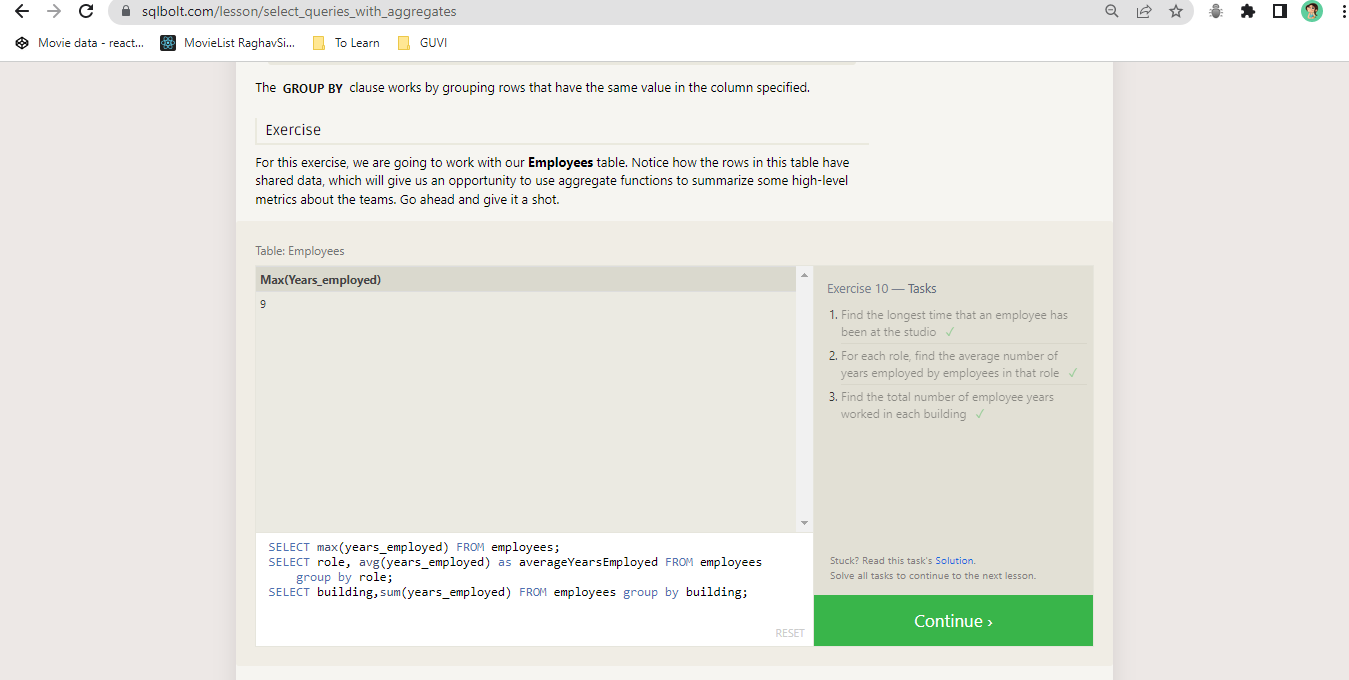 sqlbolt.com/lesson/select_queries_with_aggregates
Movie data - react... MovieList RaghavSi... To Learn GUVI
The GROUP BY clause works by grouping rows that have the same value in the column specified.
Exercise
For this exercise, we are going to work with our Employees table. Notice how the rows in this table have
shared data, which will give us an opportunity to use aggregate functions to summarize some high-level
metrics about the teams. Go ahead and give it a shot.
Table: Employees
Max(Years_employed)
9
SELECT max(years_employed) FROM employees;
SELECT role, avg(years_employed) as averageYearsEmployed FROM employees
group by role;
SELECT building,sum(years_employed) FROM employees group by building;
RESET
Exercise 10 — Tasks
1. Find the longest time that an employee has
been at the studio ✓
2. For each role, find the average number of
years employed by employees in that role ✓
3. Find the total number of employee years
worked in each building ✓
Stuck? Read this task's Solution.
Solve all tasks to continue to the next lesson.
Continue ›